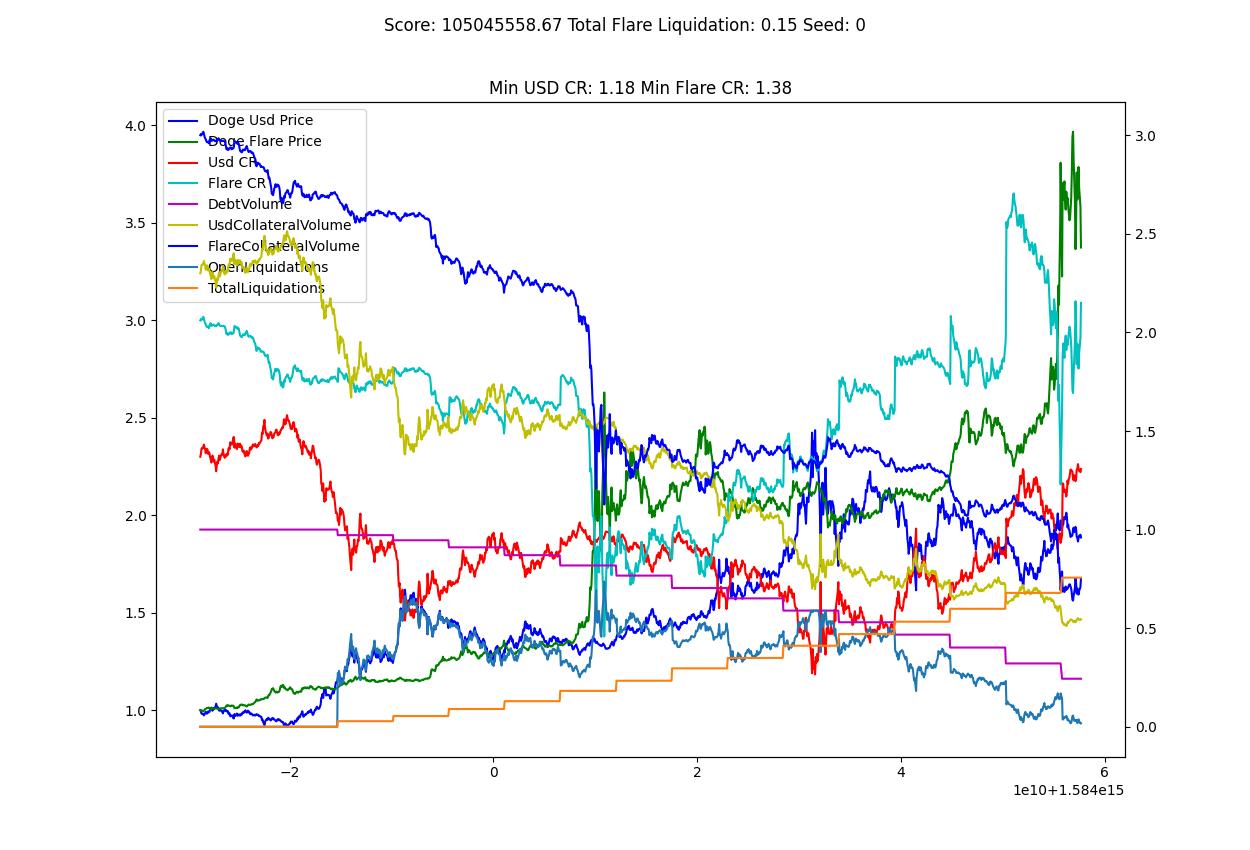 Score: 105045558.67 Total Flare Liquidation: 0.15 Seed: 0
Min USD CR: 1.18 Min Flare CR: 1.38
Doge Usd Price
Doge Flare Price
Usd CR
Flare CR
DebtVolume
UsdCollateralVolume
FlareCollateralVolume
OpenLiquidations
TotalLiquidations
4.0
3.5
3.0
2.5
2.0
1.5
1.0
3.0
2.5
2.0
1.5
1.0
0.5
0.0
−2
0
2
4
6
1e10+1.584e15